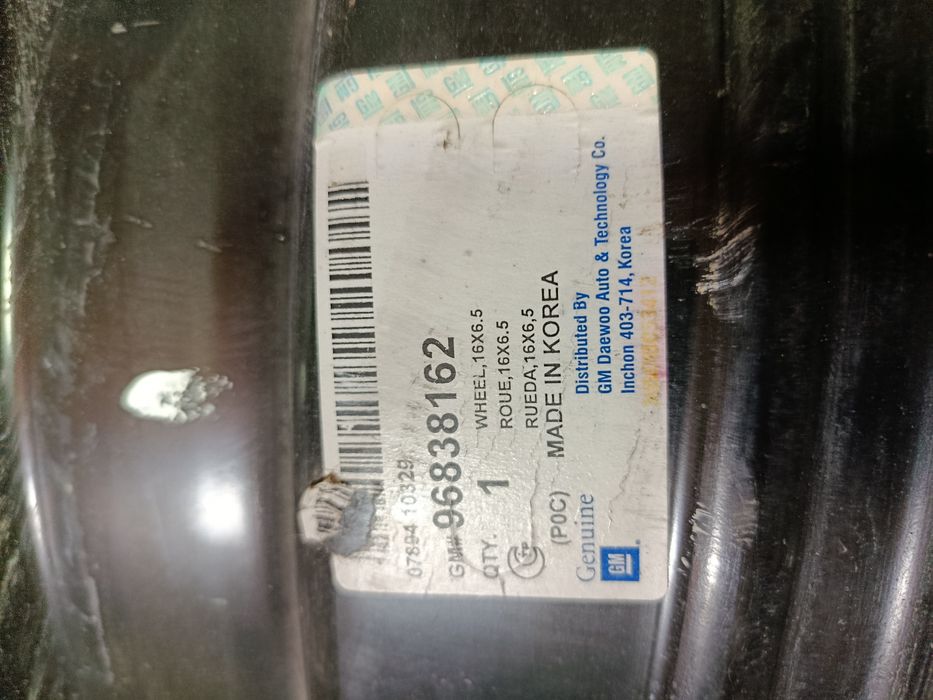 07894 10329
GM# 96838162
QTY. 1
WHEEL,16X6.5
ROUE,16X6.5
RUEDA,16X6,5
(P0C) MADE IN KOREA
Genuine
GM
Distributed By
GM Daewoo Auto & Technology Co.
Inchon 403-714, Korea